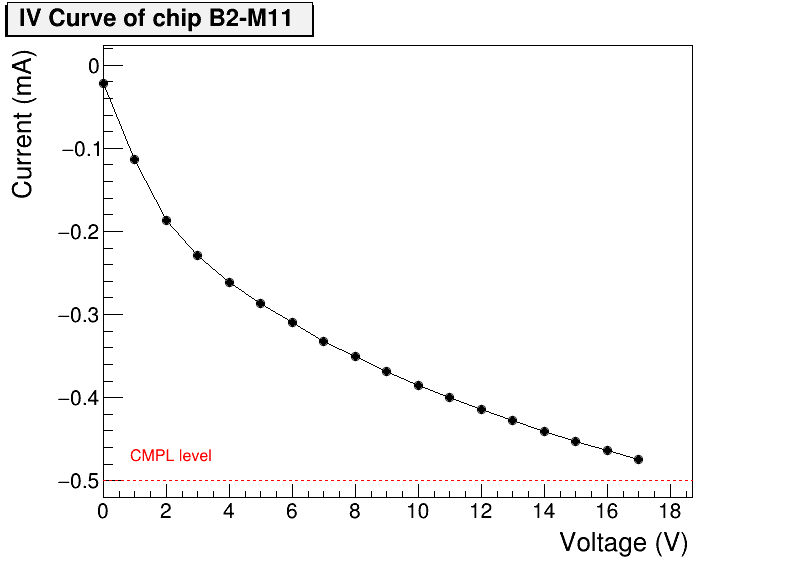 IV Curve of chip B2-M11
Current (mA)
0
−0.1
−0.2
−0.3
−0.4
−0.5
CMPL level
0 2 4 6 8 10 12 14 16 18
Voltage (V)